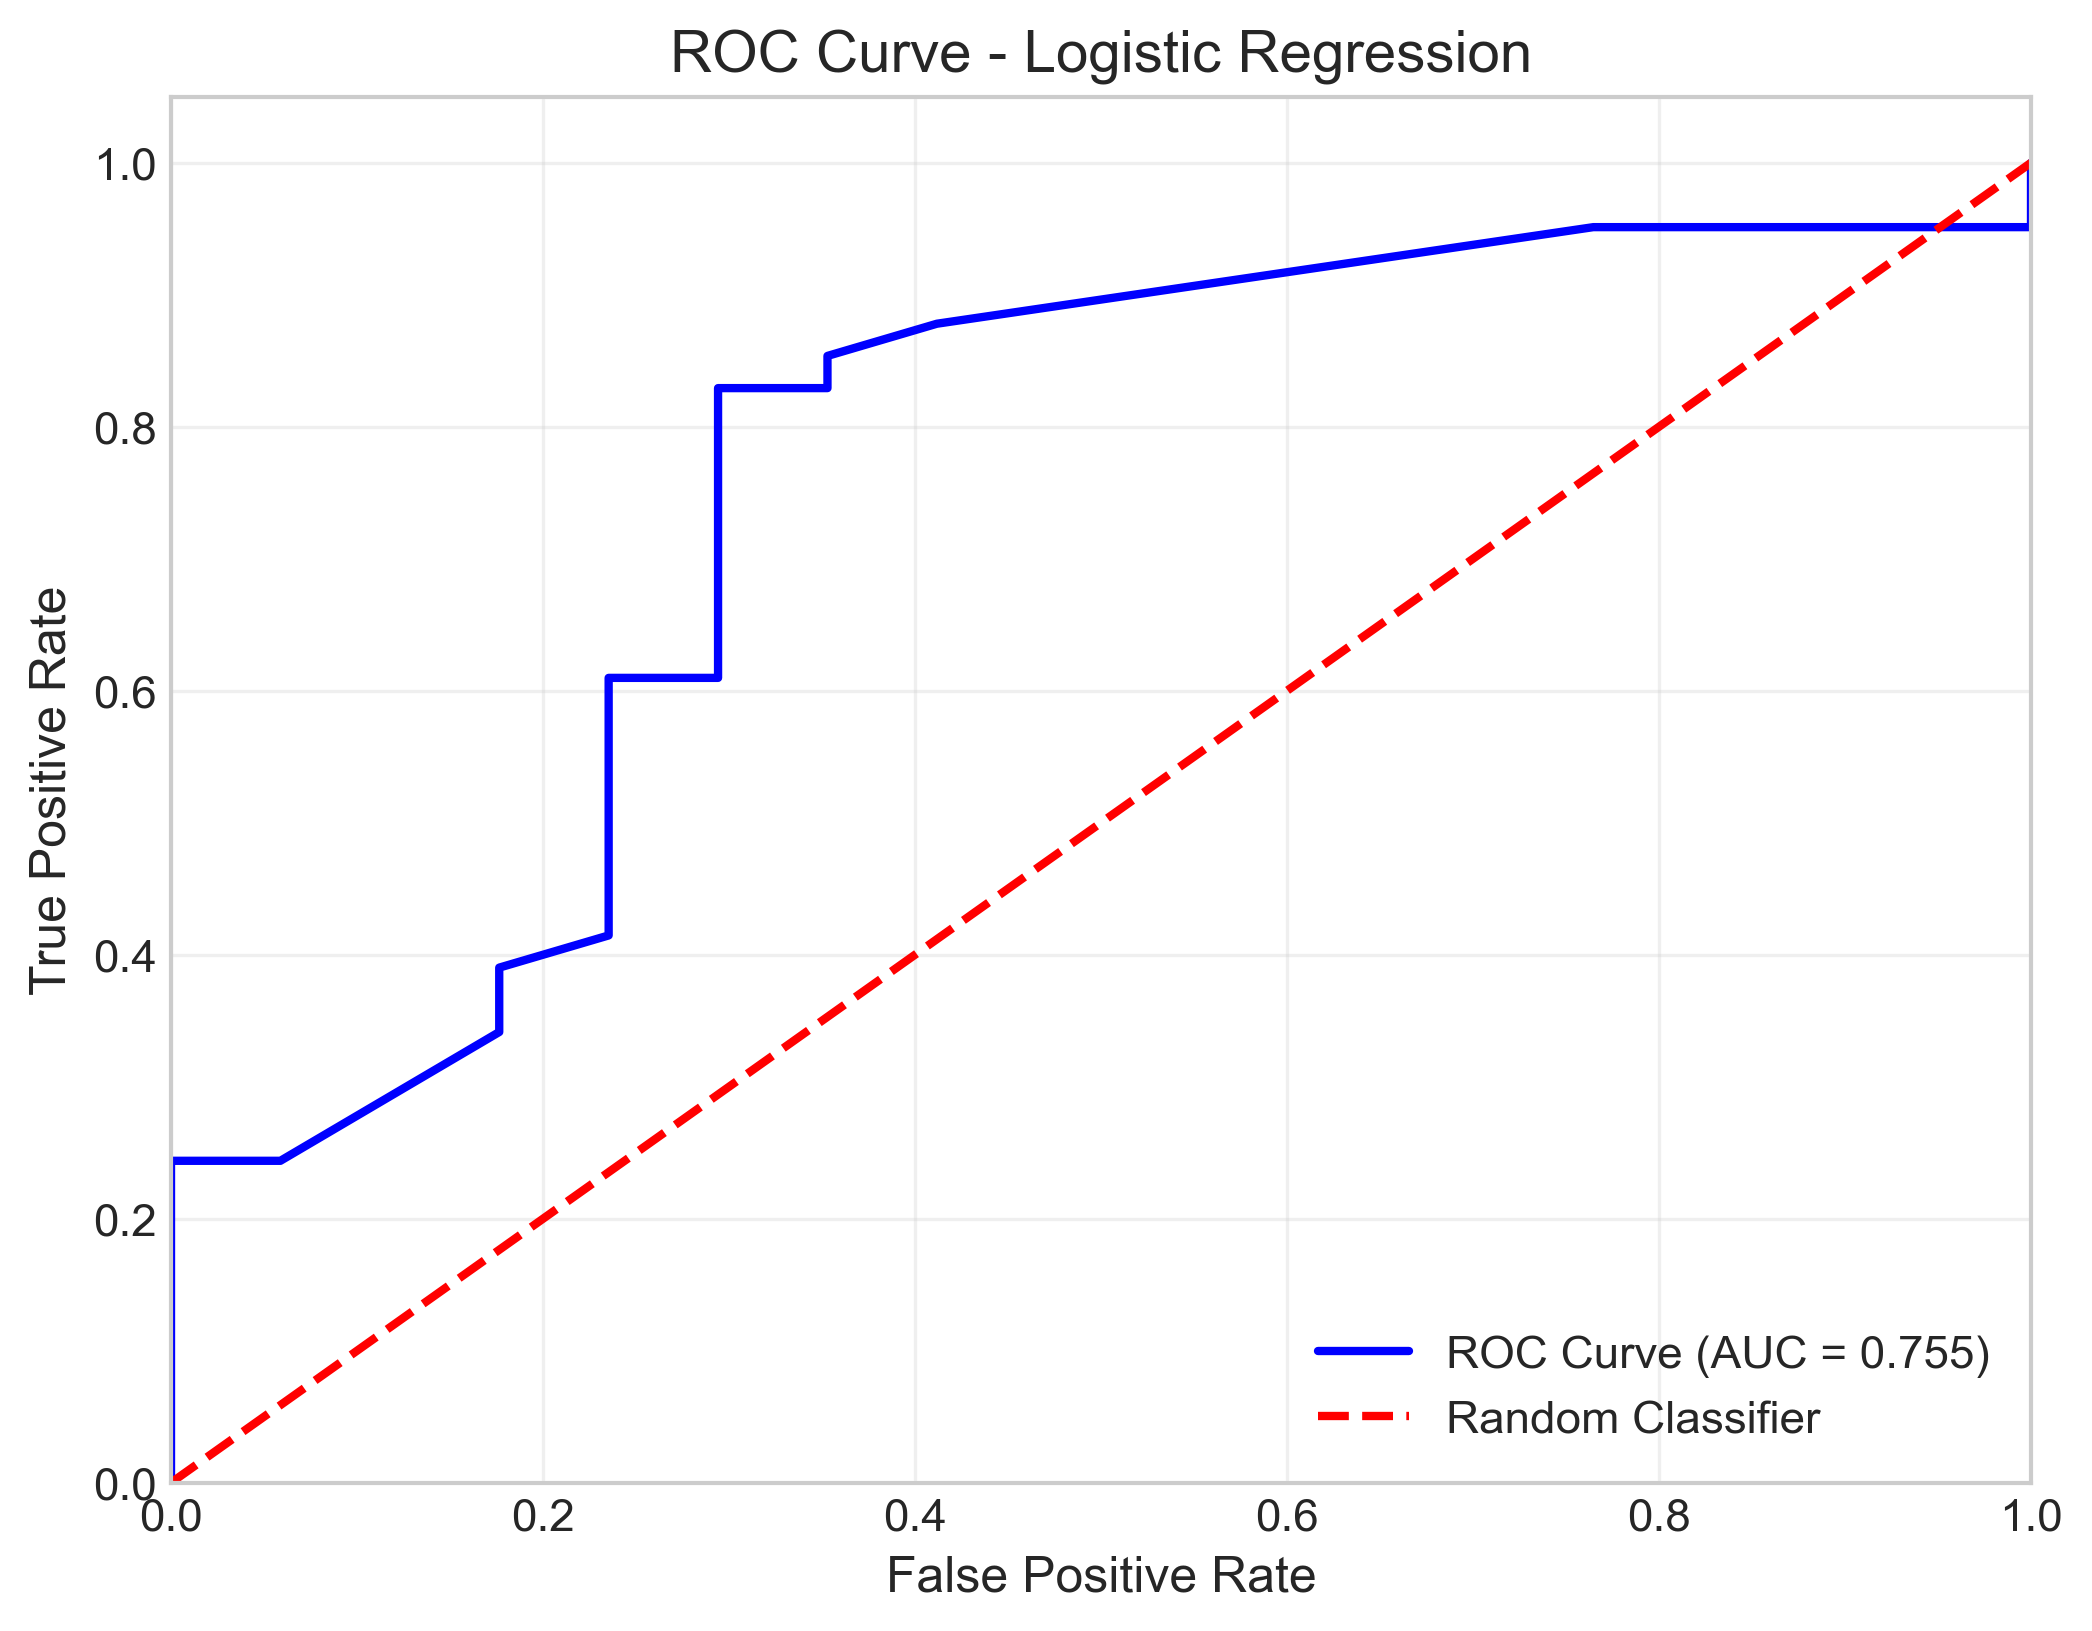 ROC Curve - Logistic Regression
1.0
0.8
0.6
0.4
0.2
0.0
True Positive Rate
0.0 0.2 0.4 0.6 0.8 1.0
False Positive Rate
ROC Curve (AUC = 0.755)
Random Classifier